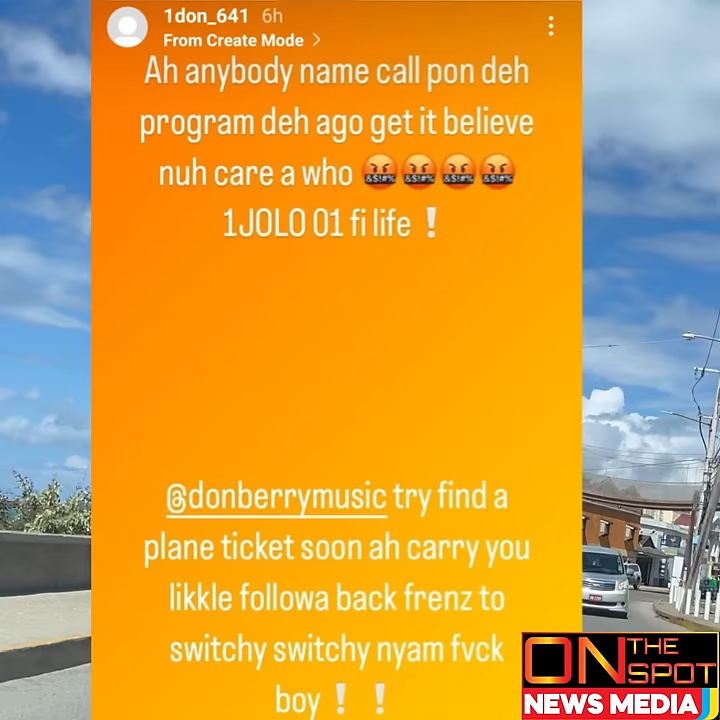 1don_641 6h
From Create Mode >
Ah anybody name call pon deh
program deh ago get it believe
nuh care a who 🤬🤬🤬🤬
1JOLO 01 fi life ❕
@donberrymusic try find a
plane ticket soon ah carry you
likkle followa back frenz to
switchy switchy nyam fvck
boy ❕ ❕
ON THE
SPOT
NEWS MEDIA